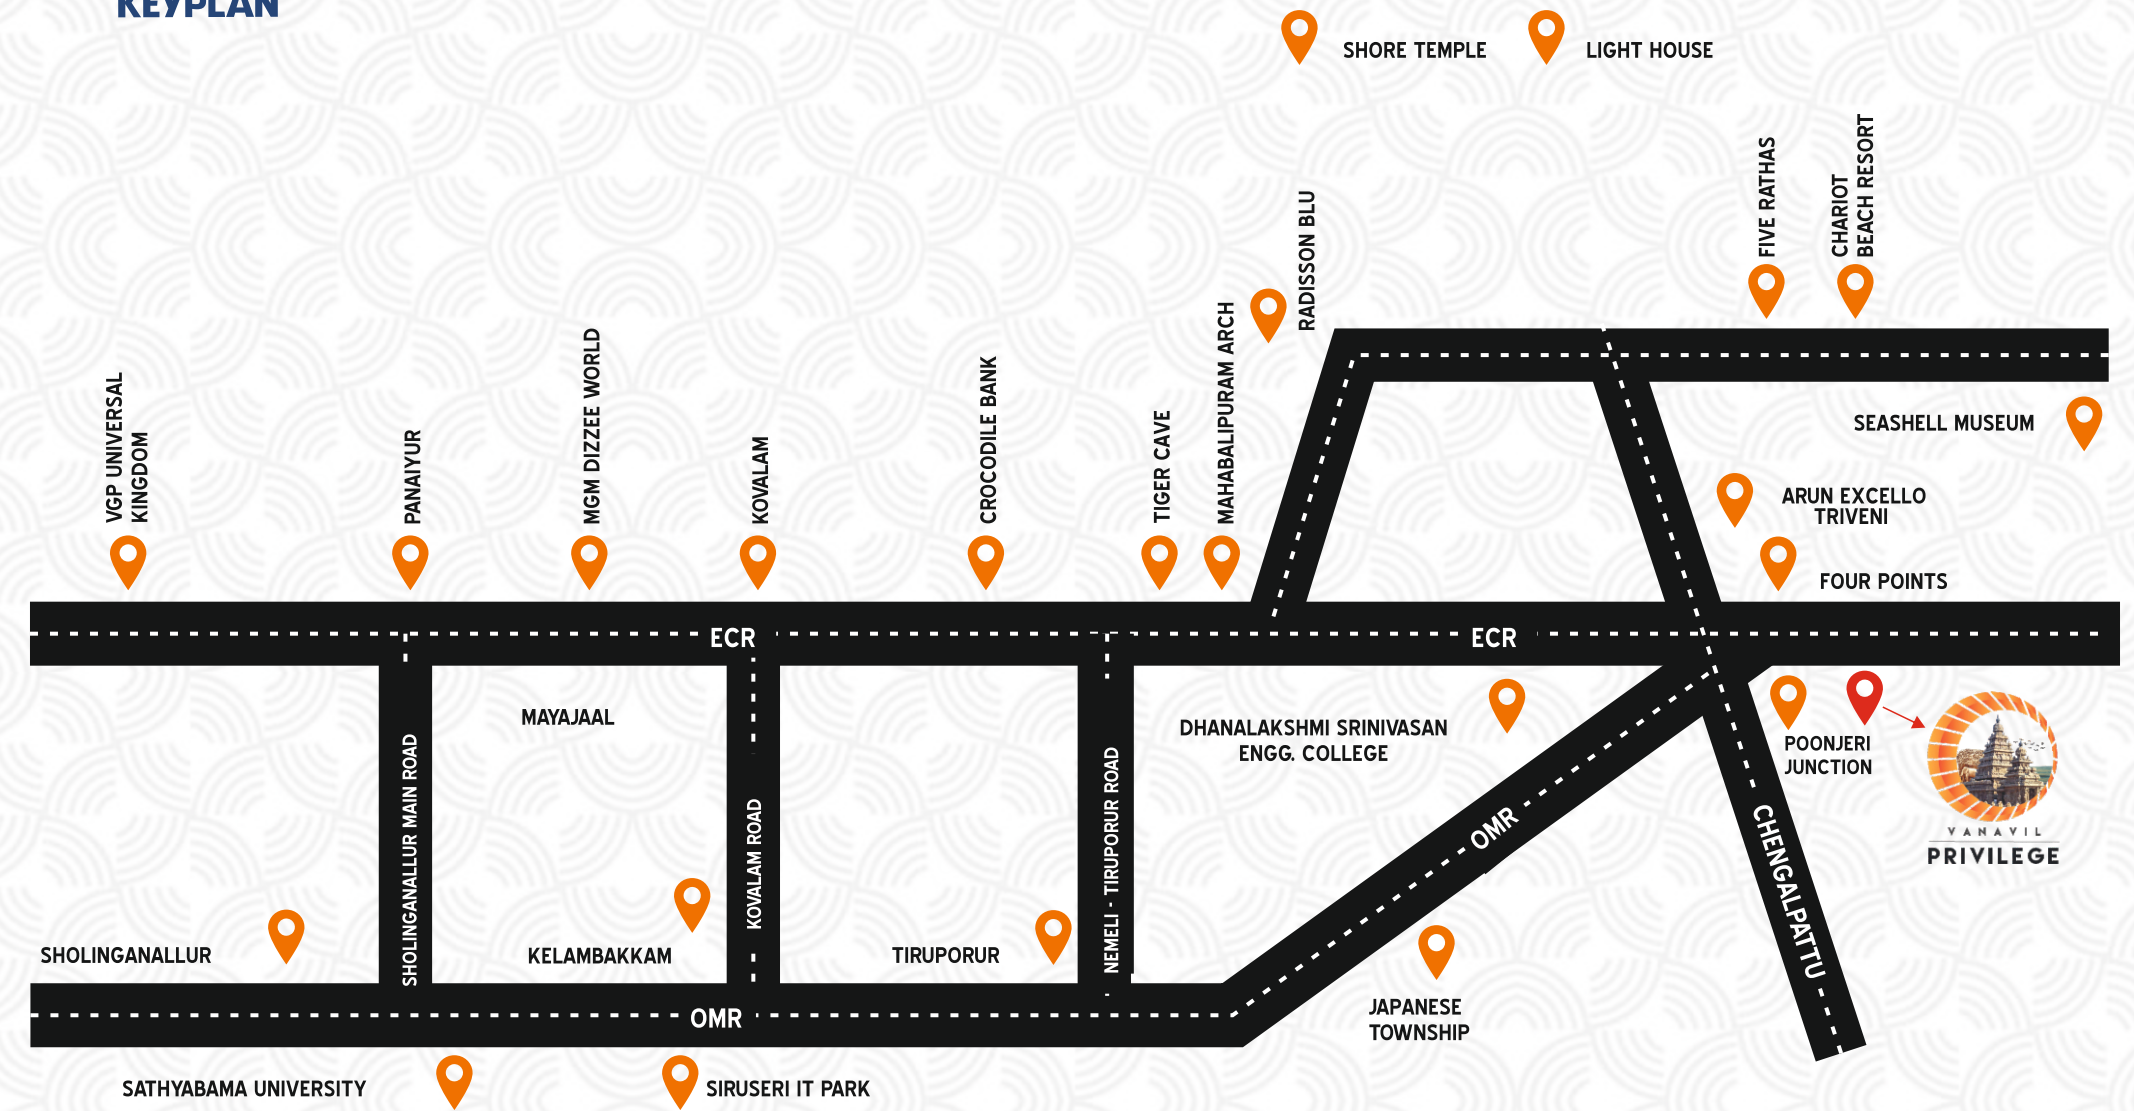 KEYPLAN
SHORE TEMPLE
LIGHT HOUSE
FIVE RATHAS
CHARIOT
BEACH RESORT
RADISSON BLU
MAHABALIPURAM ARCH
VGP UNIVERSAL
KINGDOM
PANAIYUR
MGM DIZZEE WORLD
KOVALAM
CROCODILE BANK
TIGER CAVE
SEASHELL MUSEUM
ARUN EXCELLO
TRIVENI
FOUR POINTS
ECR
ECR
MAYAJAAL
DHANALAKSHMI SRINIVASAN
ENGG. COLLEGE
POONJERI
JUNCTION
VANAVIL
PRIVILEGE
SHOLINGANALLUR MAIN ROAD
KOVALAM ROAD
NEMELI - TIRUPORUR ROAD
OMR
CHENGALPATTU
SHOLINGANALLUR
KELAMBAKKAM
TIRUPORUR
JAPANESE
TOWNSHIP
OMR
SATHYABAMA UNIVERSITY
SIRUSERI IT PARK